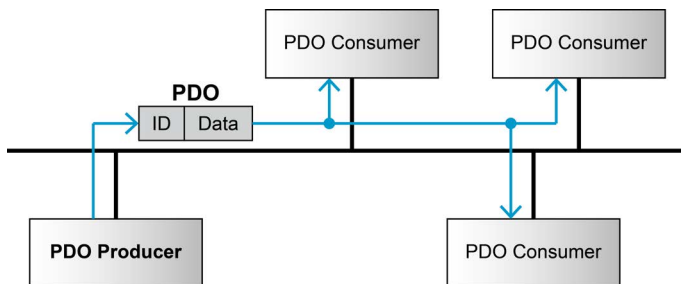 PDO Consumer
PDO Consumer
PDO
ID
Data
PDO Producer
PDO Consumer